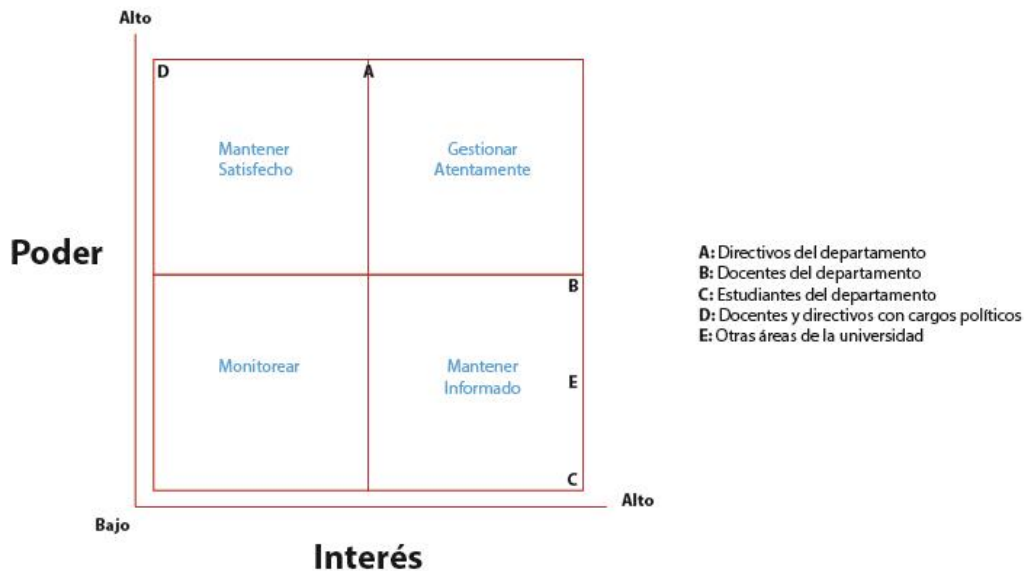 Alto
D
A
Mantener
Satisfecho
Gestionar
Atentamente
Poder
B
Monitorear
Mantener
Informado
E
C
Alto
Bajo
Interés
A: Directivos del departamento
B: Docentes del departamento
C: Estudiantes del departamento
D: Docentes y directivos con cargos políticos
E: Otras áreas de la universidad